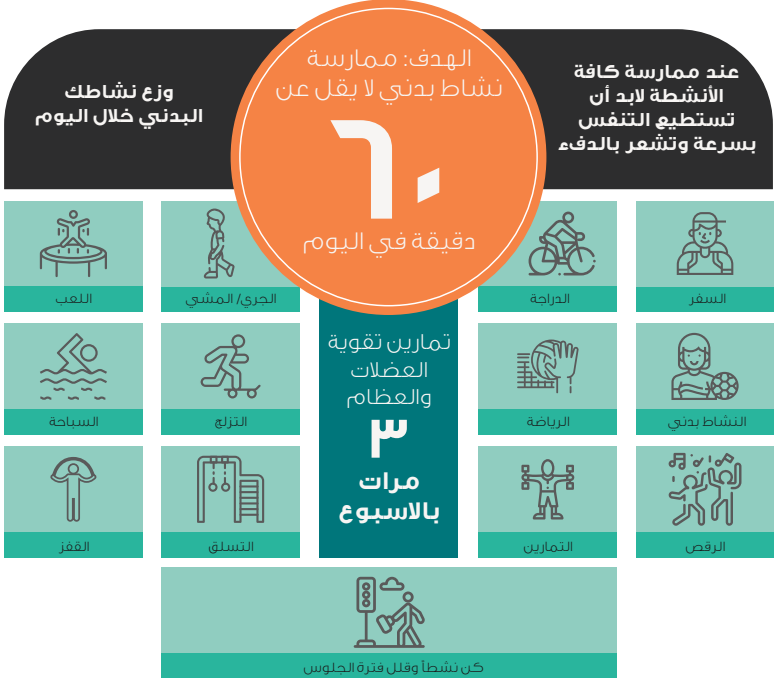 عند ممارسة كافة
الأنشطة لابد أن
تستطيع التنفس
بسرعة وتشعر بالدفء
الهدف: ممارسة
نشاط بدني لا يقل عن
٦٠
دقيقة في اليوم
وزع نشاطك
البدني خلال اليوم
السفر
الدراجة
الجري/ المشي
اللعب
النشاط بدني
الرياضة
تمارين تقوية
العضلات
والعظام
٣
مرات
بالاسبوع
التزلج
السباحة
الرقص
التمارين
التسلق
القفز
كن نشطاً وقلل فترة الجلوس